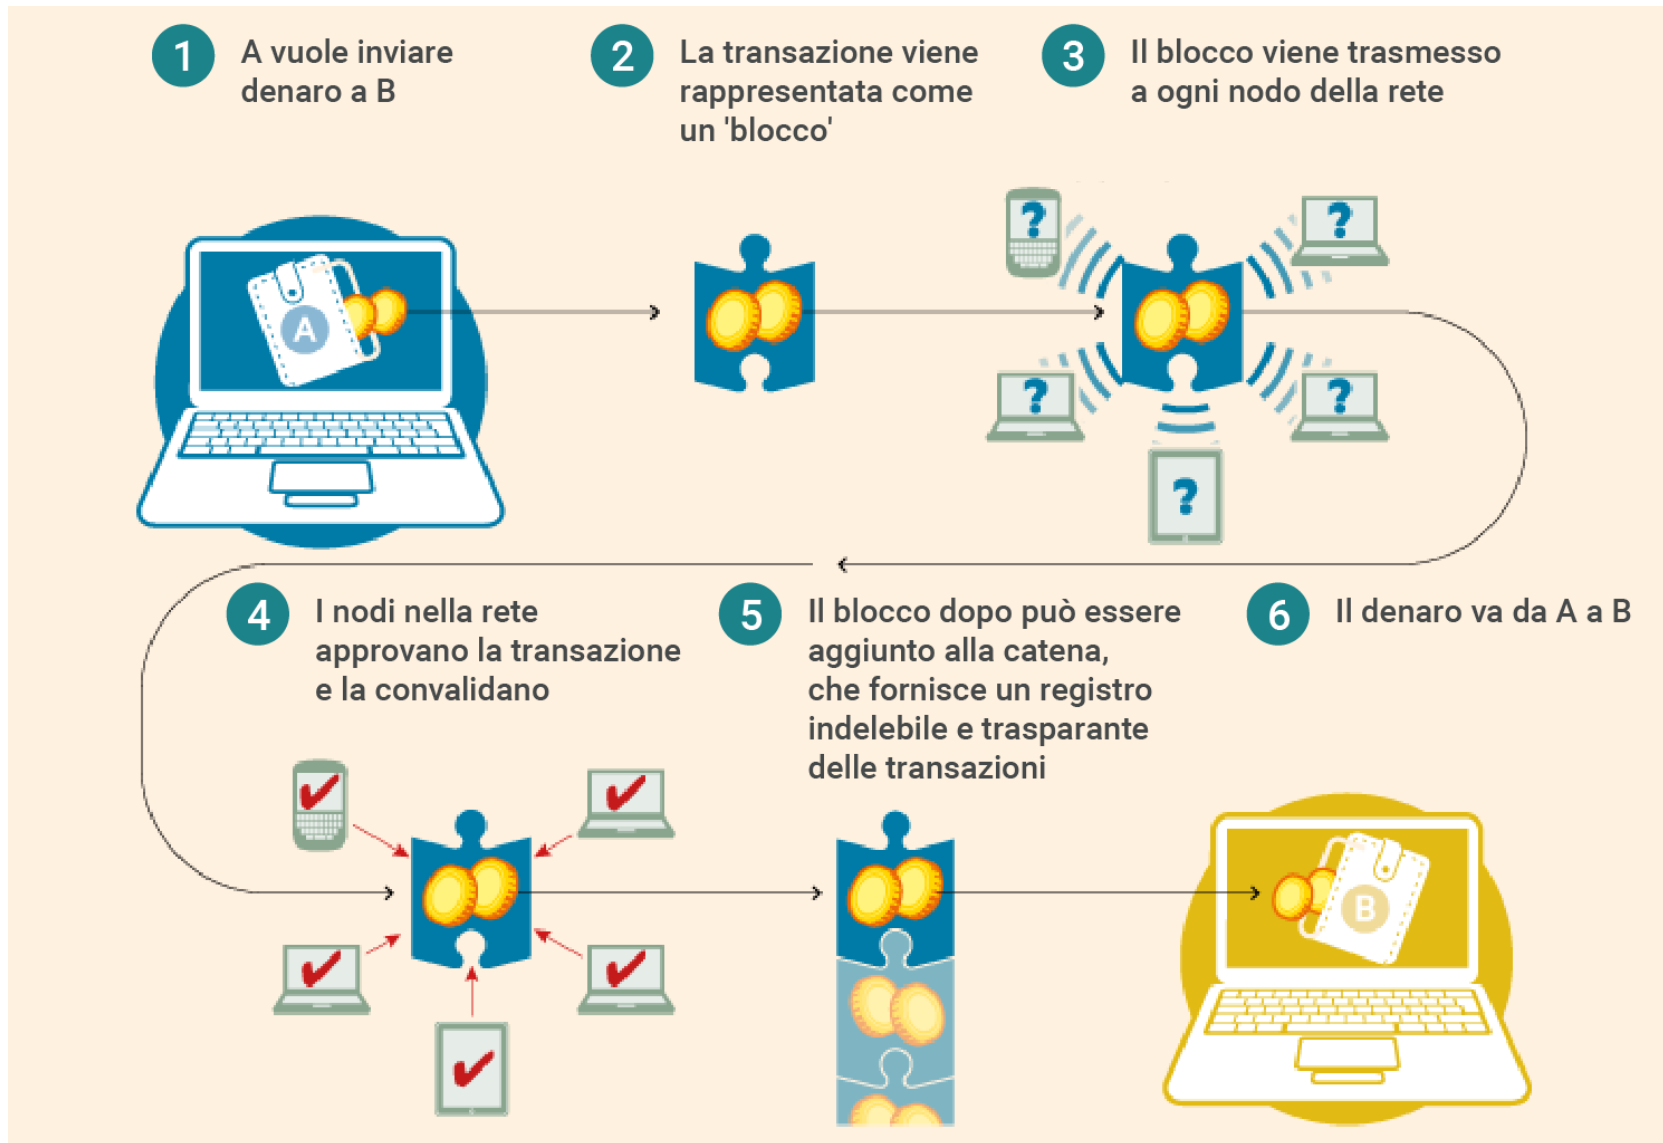 1
A vuole inviare
denaro a B
2
La transazione viene
rappresentata come
un 'blocco'
3
Il blocco viene trasmesso
a ogni nodo della rete
A
?
?
?
?
?
4
I nodi nella rete
approvano la transazione
e la convalidano
5
Il blocco dopo può essere
aggiunto alla catena,
che fornisce un registro
indelebile e trasparante
delle transazioni
6
Il denaro va da A a B
B